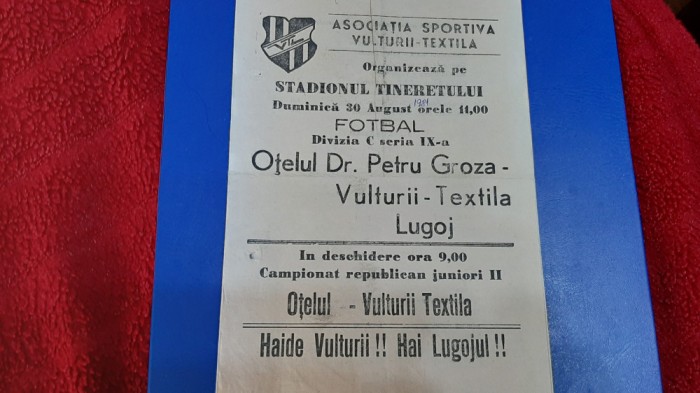 ASOCIAȚIA SPORTIVA
VULTURII-TEXTILA
Organizează pe
STADIONUL TINERETULUI
Duminică 30 August 1981 orele 11,00
FOTBAL
Divizia C seria IX-a
Oţelul Dr. Petru Groza -
Vulturii - Textila
Lugoj
In deschidere ora 9,00
Campionat republican juniori II
Oţelul - Vulturii Textila
Haide Vulturii !! Hai Lugojul !!